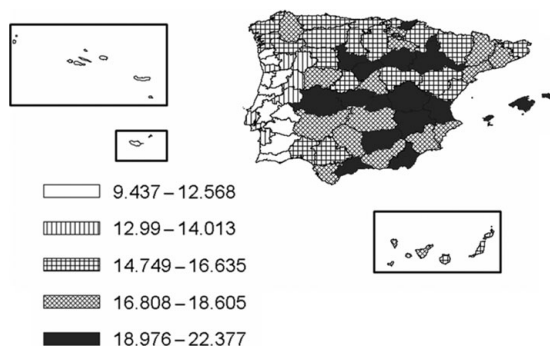 9.437 – 12.568
12.99 – 14.013
14.749 – 16.635
16.808 – 18.605
18.976 – 22.377